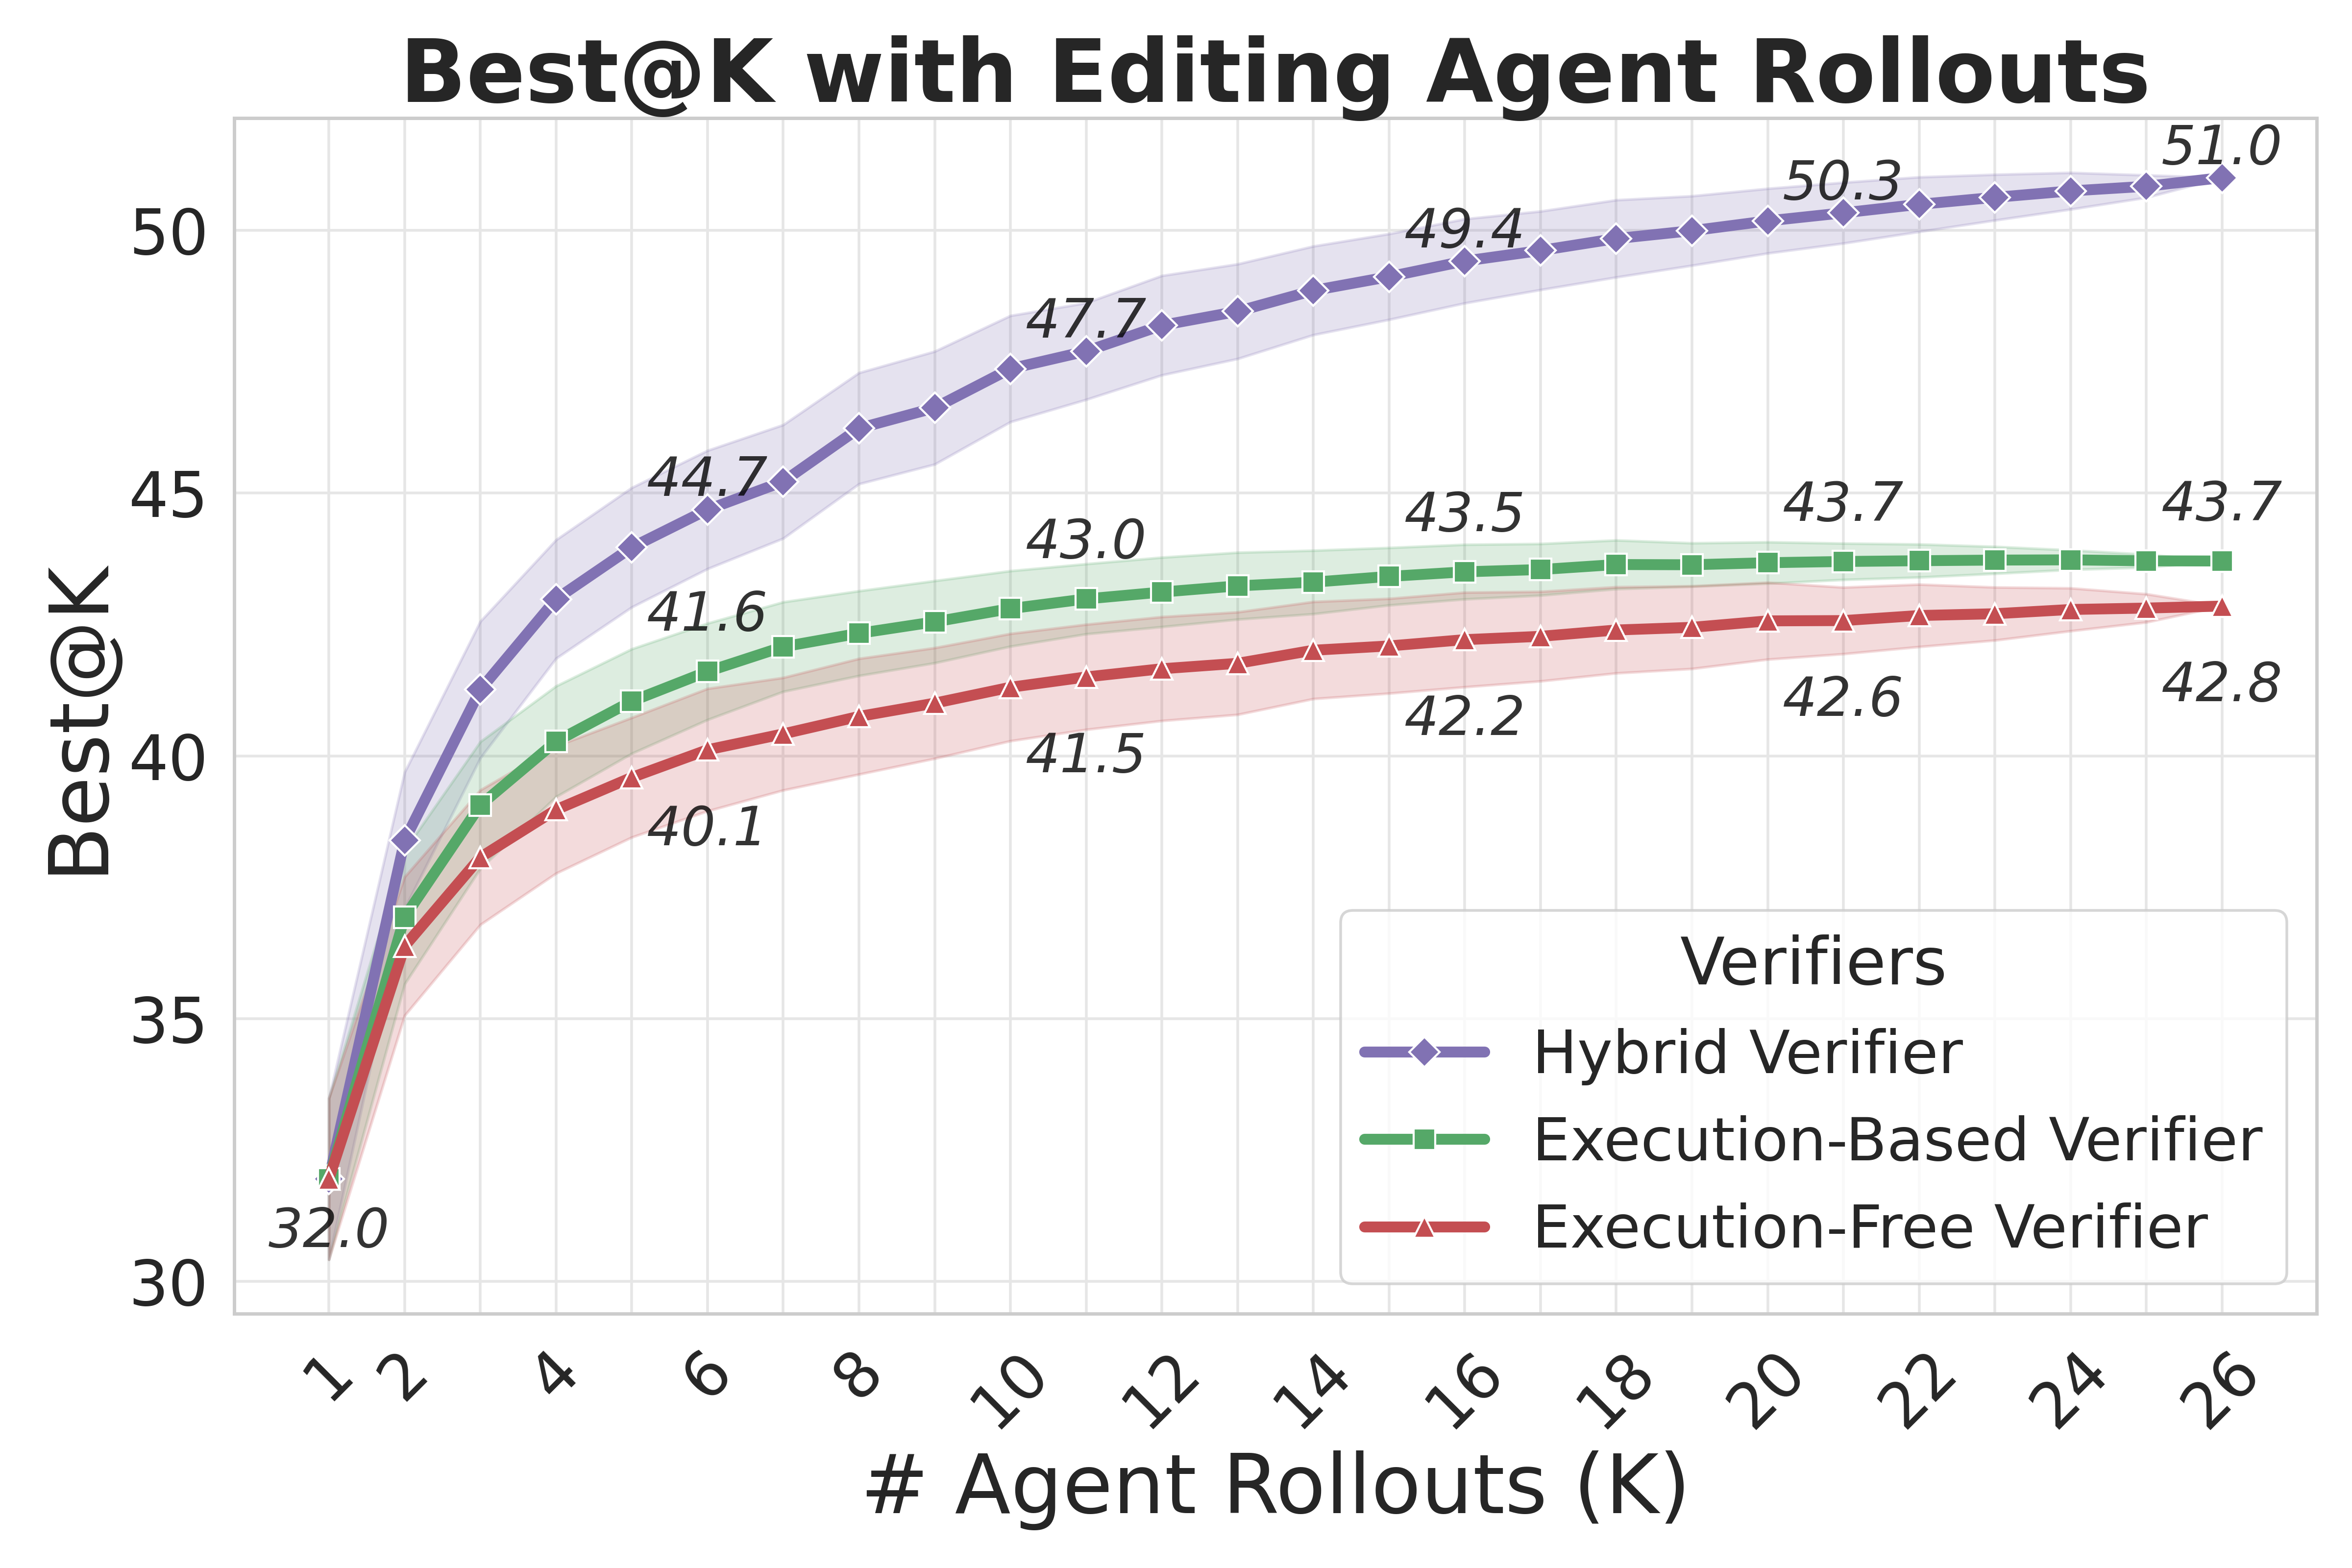 Best@K with Editing Agent Rollouts
Best@K
50
45
40
35
30
32.0
44.7
47.7
49.4
50.3
51.0
41.6
43.0
43.5
43.7
43.7
40.1
41.5
42.2
42.6
42.8
Verifiers
Hybrid Verifier
Execution-Based Verifier
Execution-Free Verifier
1 2 4 6 8 10 12 14 16 18 20 22 24 26
# Agent Rollouts (K)